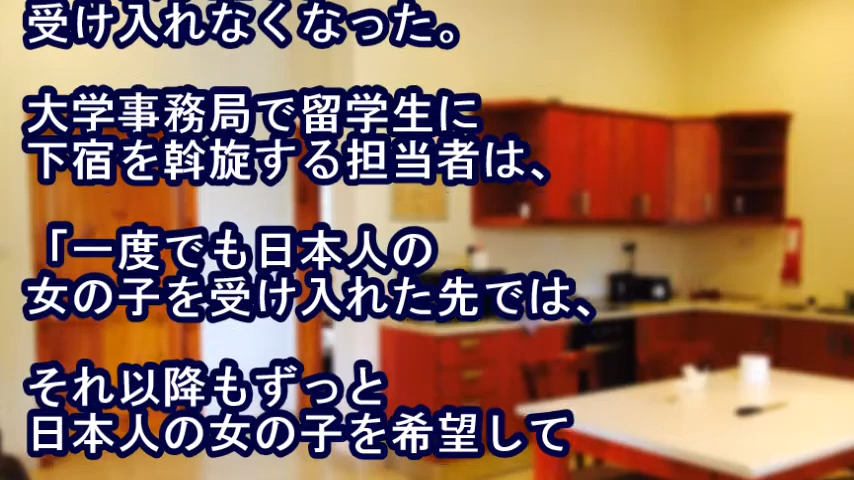 受け入れなくなった。
大学事務局で留学生に
下宿を斡旋する担当者は、
「一度でも日本人の
女の子を受け入れた先では、
それ以降もずっと
日本人の女の子を希望して